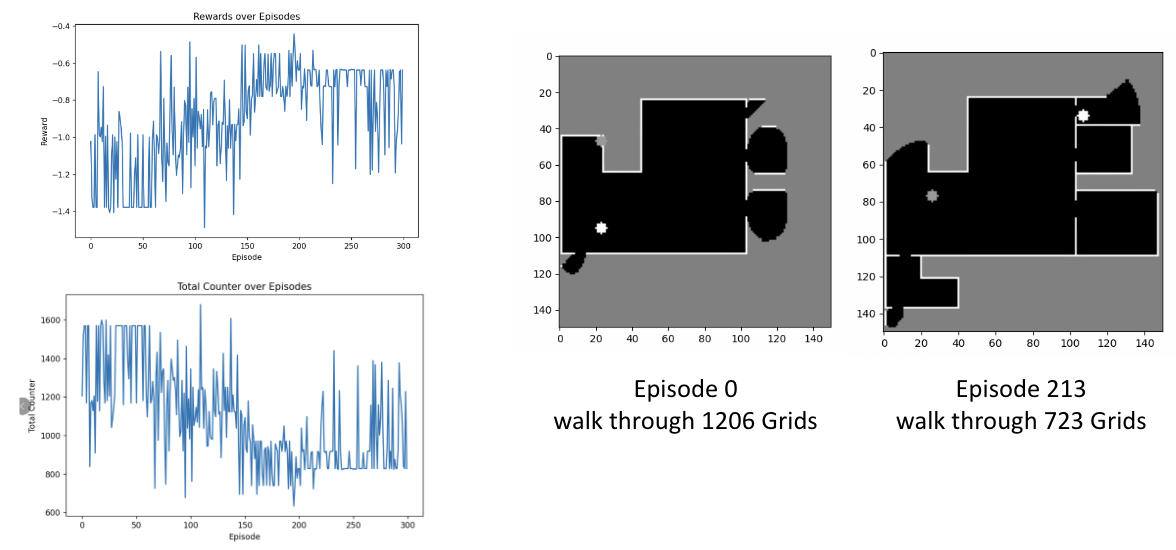 Rewards over Episodes
Reward
−0.4
−0.6
−0.8
−1.0
−1.2
−1.4
0 50 100 150 200 250 300
Episode
Total Counter over Episodes
Total Counter
1600
1400
1200
1000
800
600
0 50 100 150 200 250 300
Episode
0
20
40
60
80
100
120
140
0 20 40 60 80 100 120 140
Episode 0
walk through 1206 Grids
0
20
40
60
80
100
120
140
0 20 40 60 80 100 120 140
Episode 213
walk through 723 Grids